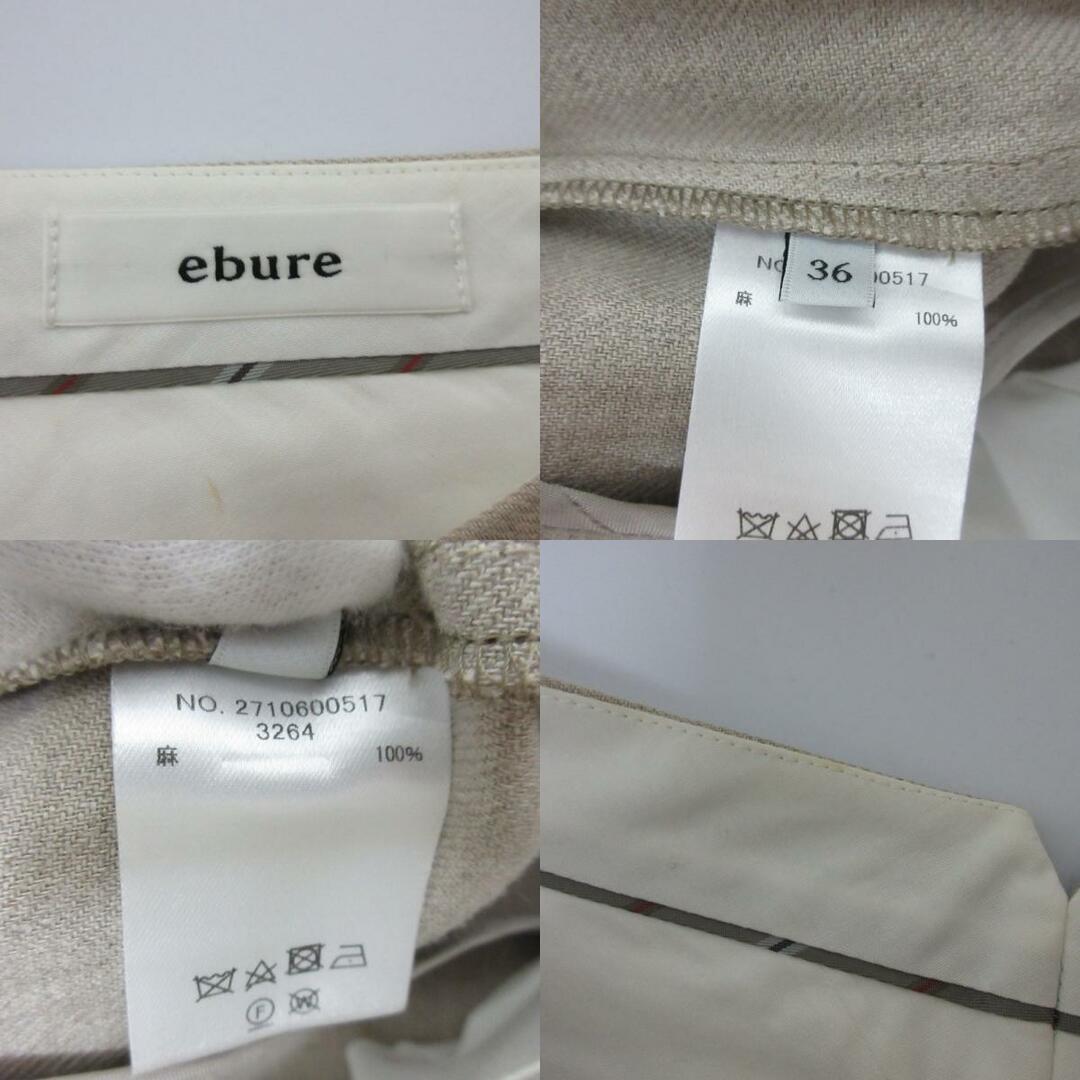 ebure
36
NO 00517
麻 100%
NO. 2710600517
3264
麻 100%
F
W